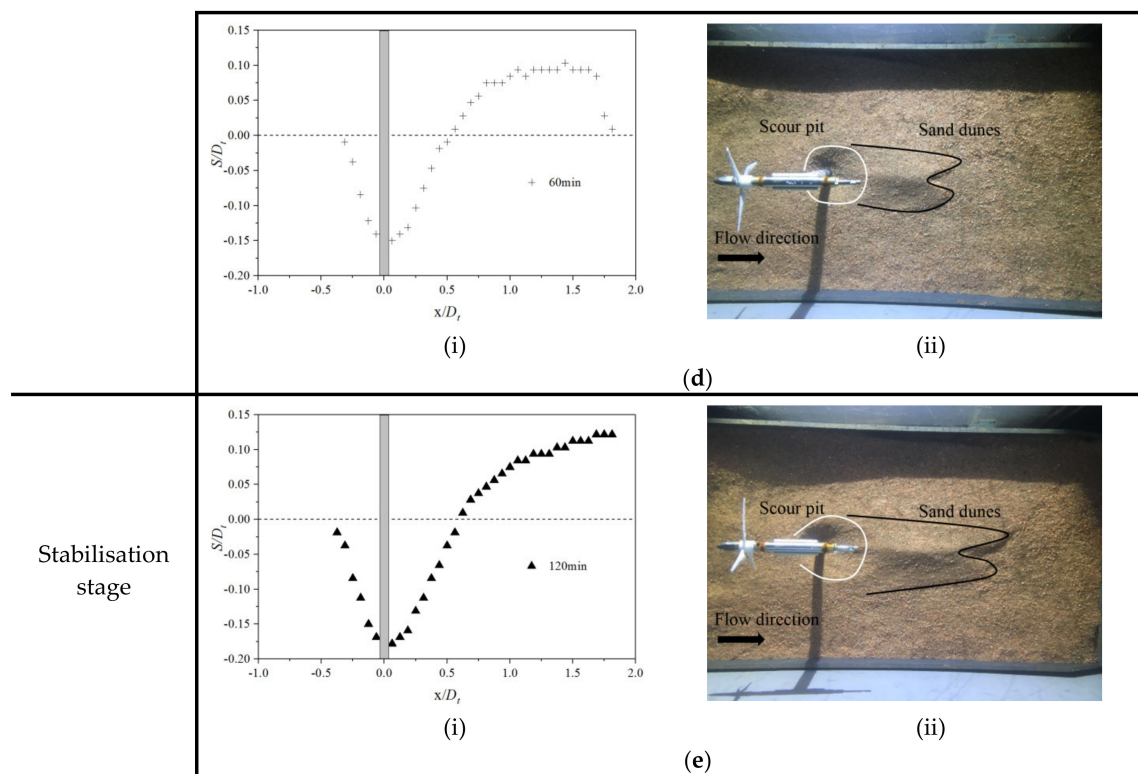 0.15
0.10
0.05
0.00
-0.05
-0.10
-0.15
-0.20
S/Dt
60min
-1.0 -0.5 0.0 0.5 1.0 1.5 2.0
x/Dt
(i)
Scour pit
Sand dunes
Flow direction
(ii)
(d)
Stabilisation
stage
0.15
0.10
0.05
0.00
-0.05
-0.10
-0.15
-0.20
S/Dt
120min
-1.0 -0.5 0.0 0.5 1.0 1.5 2.0
x/Dt
(i)
Scour pit
Sand dunes
Flow direction
(ii)
(e)